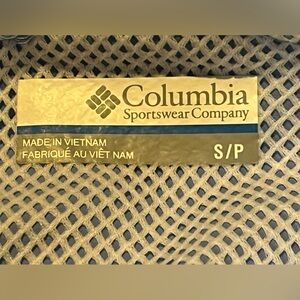 Columbia
Sportswear Company
MADE IN VIETNAM
FABRIQUÉ AU VIÊT NAM
S/P